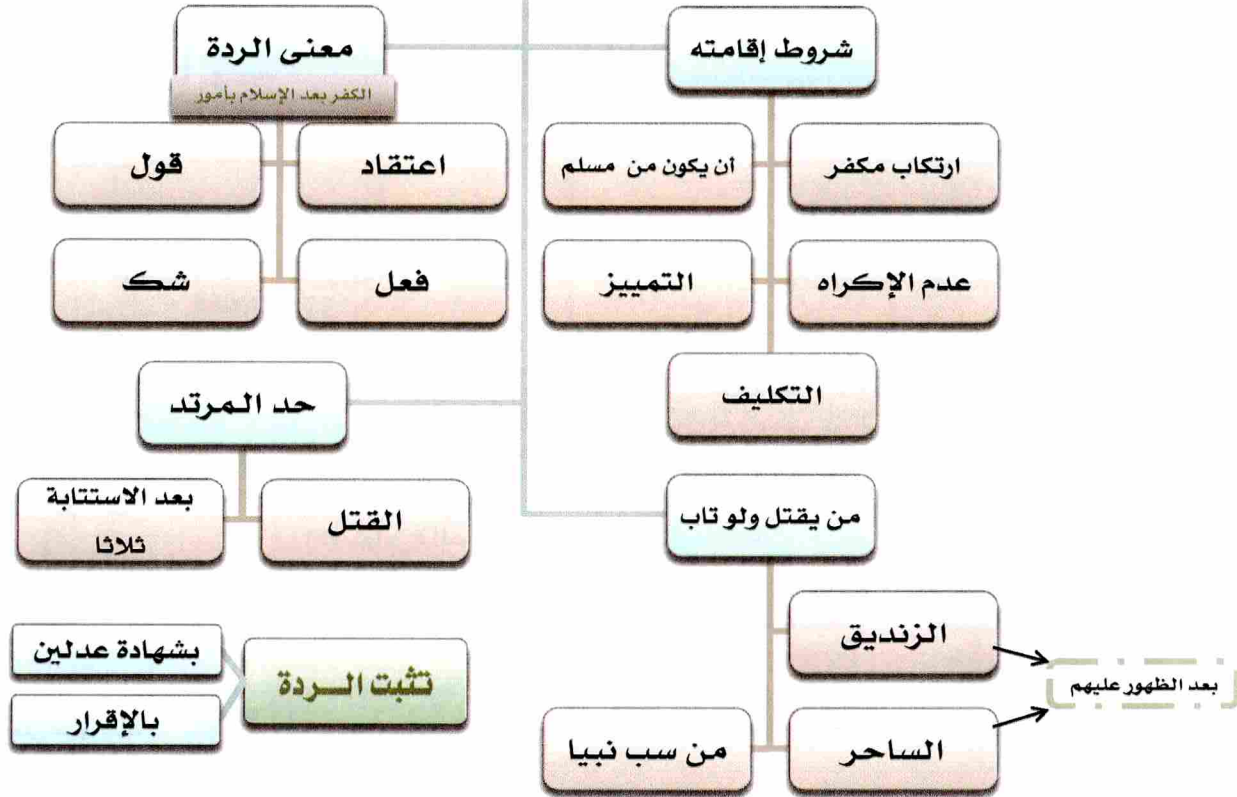 شروط إقامته
ارتكاب مكفر
أن يكون من مسلم
عدم الإكراه
التمييز
التكليف
معنى الردة
الكفر بعد الإسلام بأمور
اعتقاد
قول
فعل
شك
حد المرتد
القتل
بعد الاستتابة
ثلاثا
من يقتل ولو تاب
الزنديق
الساحر
من سب نبيا
بعد الظهور عليهم
تثبت الـــردة
بشهادة عدلين
بالإقرار